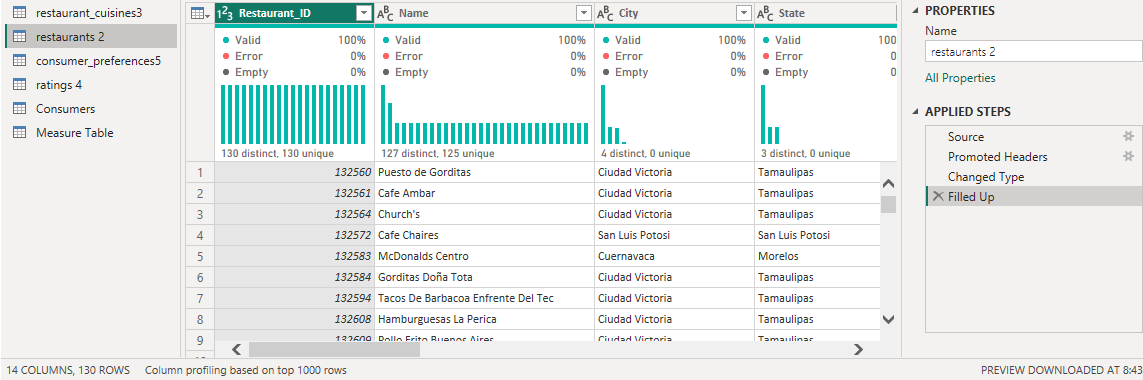 restaurant_cuisines3
restaurants 2
consumer_preferences5
ratings 4
Consumers
Measure Table
1²3 Restaurant_ID ABC Name ABC City ABC State
Valid 100% Valid 100% Valid 100% Valid 100
Error 0% Error 0% Error 0% Error 0
Empty 0% Empty 0% Empty 0% Empty 0
130 distinct, 130 unique 127 distinct, 125 unique 4 distinct, 0 unique 3 distinct, 0 unique
1 132560 Puesto de Gorditas Ciudad Victoria Tamaulipas
2 132561 Cafe Ambar Ciudad Victoria Tamaulipas
3 132564 Church's Ciudad Victoria Tamaulipas
4 132572 Cafe Chaires San Luis Potosi San Luis Potosi
5 132583 McDonalds Centro Cuernavaca Morelos
6 132584 Gorditas Doña Tota Ciudad Victoria Tamaulipas
7 132594 Tacos De Barbacoa Enfrente Del Tec Ciudad Victoria Tamaulipas
8 132608 Hamburguesas La Perica Ciudad Victoria Tamaulipas
9 132609 Pollo Frito Buenos Aires Ciudad Victoria Tamaulipas
PROPERTIES
Name
restaurants 2
All Properties
APPLIED STEPS
Source
Promoted Headers
Changed Type
Filled Up
14 COLUMNS, 130 ROWS Column profiling based on top 1000 rows PREVIEW DOWNLOADED AT 8:43